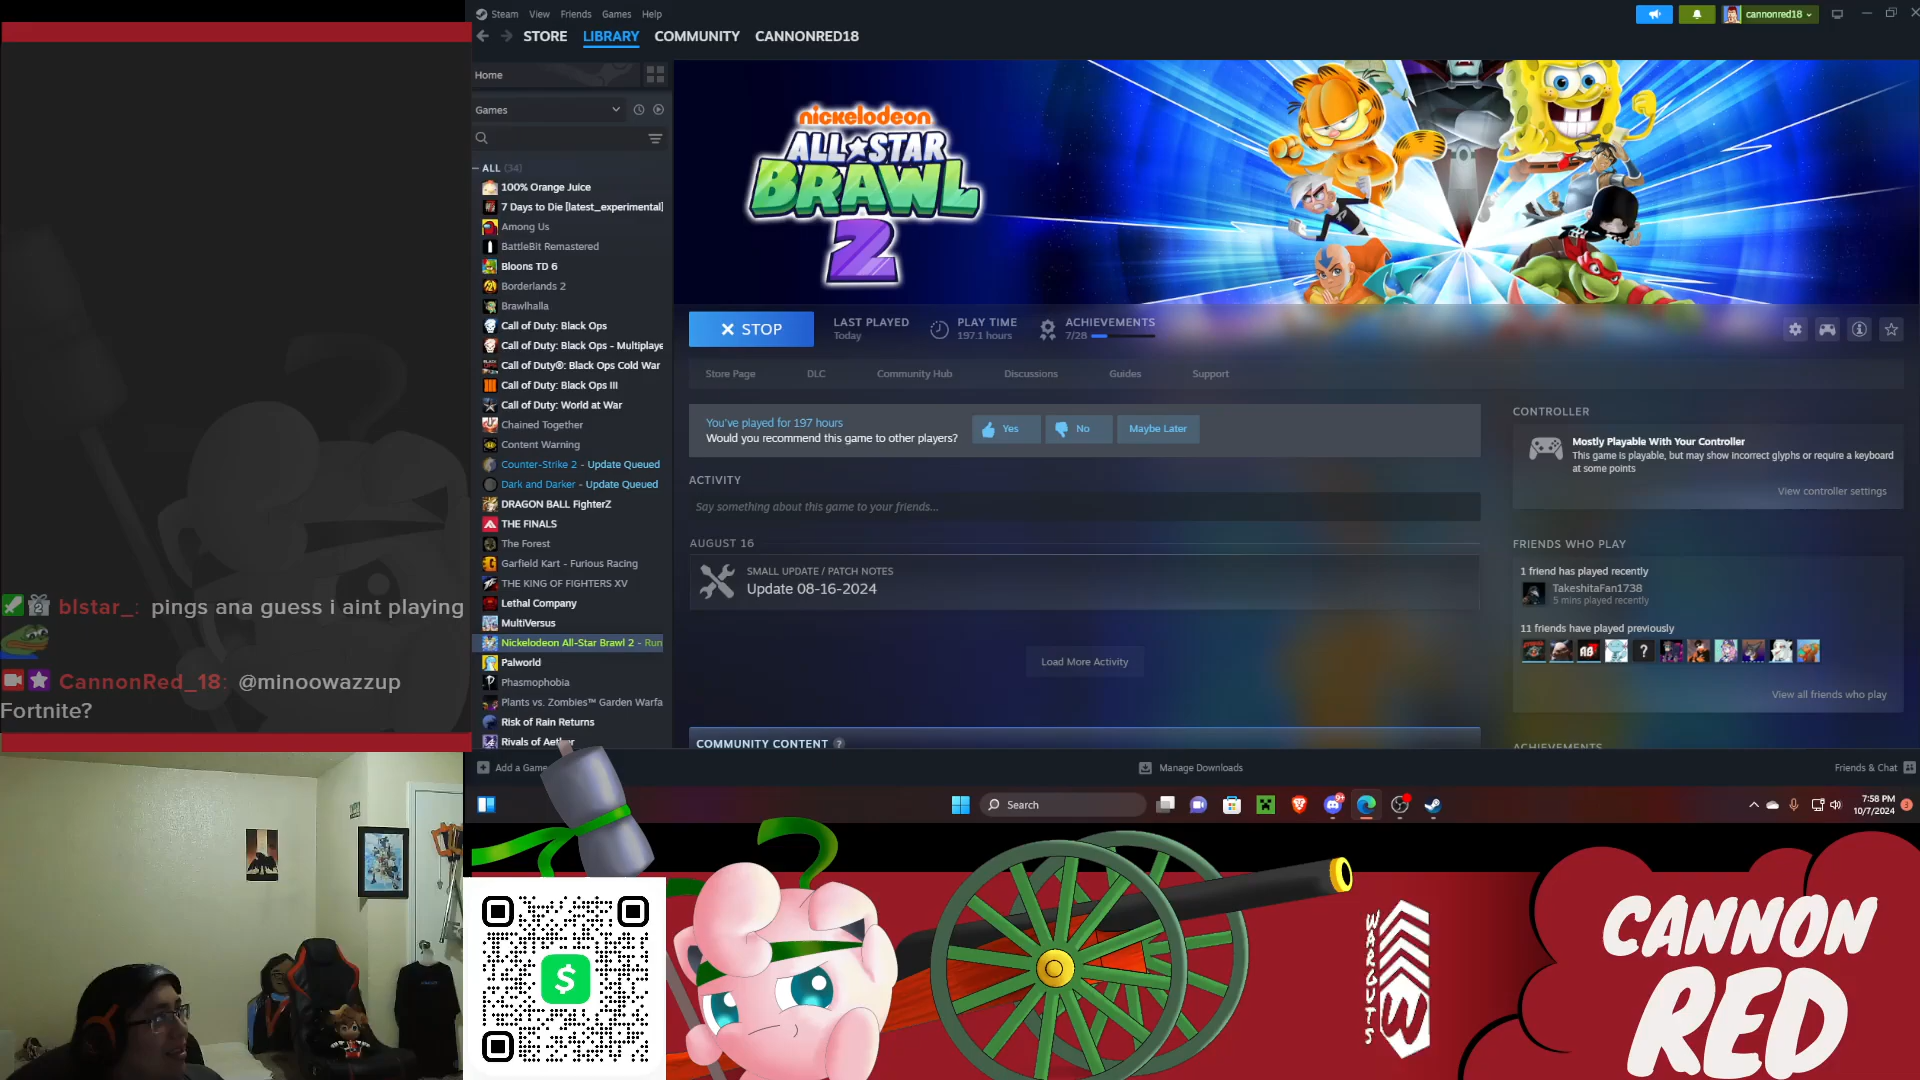 Steam View Friends Games Help
cannonred18
STORE LIBRARY COMMUNITY CANNONRED18
Home
Games
ALL (34)
100% Orange Juice
7 Days to Die [latest_experimental]
Among Us
BattleBit Remastered
Bloons TD 6
Borderlands 2
Brawlhalla
Call of Duty: Black Ops
Call of Duty: Black Ops - Multiplaye
Call of Duty®: Black Ops Cold War
Call of Duty: Black Ops III
Call of Duty: World at War
Chained Together
Content Warning
Counter-Strike 2 - Update Queued
Dark and Darker - Update Queued
DRAGON BALL FighterZ
THE FINALS
The Forest
Garfield Kart - Furious Racing
THE KING OF FIGHTERS XV
Lethal Company
MultiVersus
Nickelodeon All-Star Brawl 2 - Run
Palworld
Phasmophobia
Plants vs. Zombies™ Garden Warfa
Risk of Rain Returns
Rivals of Aether
Add a Game
nickelodeon
ALL★STAR
BRAWL
2
STOP
LAST PLAYED
Today
PLAY TIME
197.1 hours
ACHIEVEMENTS
7/28
Store Page DLC Community Hub Discussions Guides Support
You've played for 197 hours
Would you recommend this game to other players?
Yes
No
Maybe Later
ACTIVITY
Say something about this game to your friends...
AUGUST 16
SMALL UPDATE / PATCH NOTES
Update 08-16-2024
Load More Activity
COMMUNITY CONTENT ?
CONTROLLER
Mostly Playable With Your Controller
This game is playable, but may show incorrect glyphs or require a keyboard
at some points
View controller settings
FRIENDS WHO PLAY
1 friend has played recently
TakeshitaFan1738
5 mins played recently
11 friends have played previously
?
View all friends who play
ACHIEVEMENTS
Manage Downloads
Friends & Chat
Search
9+
7:58 PM
10/7/2024
3
2 blstar_: pings ana guess i aint playing
CannonRed_18: @minoowazzup
Fortnite?
$
WARGUTS
W
CANNON
RED